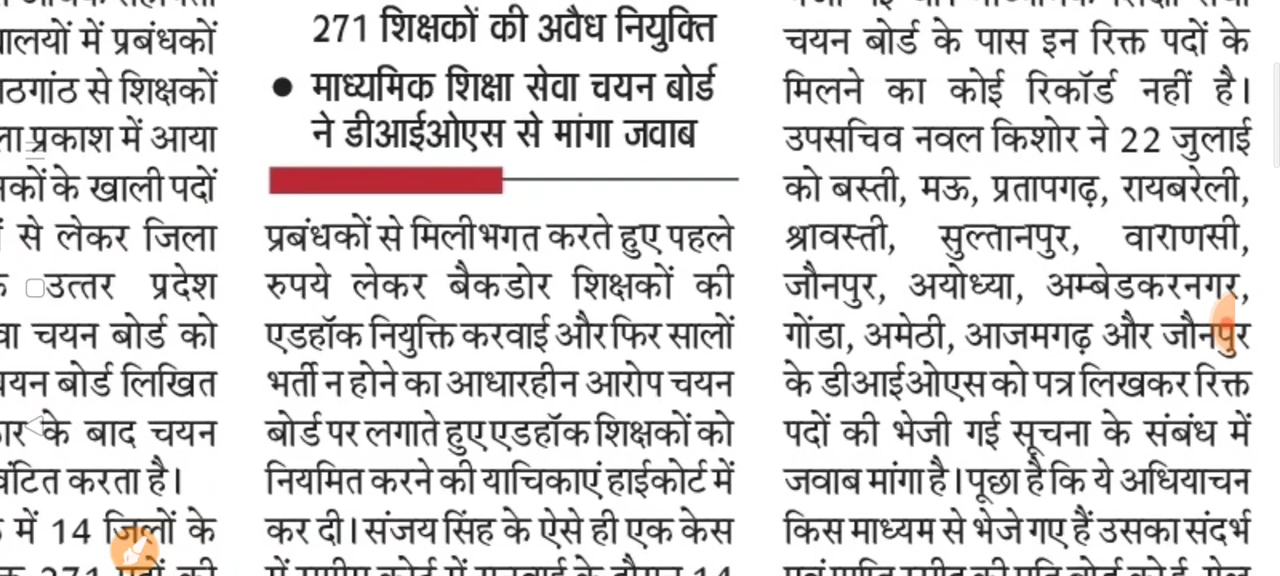 में प्रबंधकों
से शिक्षकों
प्रकाश में आया
के खाली पदों
से लेकर जिला
उत्तर प्रदेश
चयन बोर्ड को
चयन बोर्ड लिखित
के बाद चयन
करता है।
में 14 जिलों के
271 शिक्षकों की अवैध नियुक्ति
● माध्यमिक शिक्षा सेवा चयन बोर्ड
ने डीआईओएस से मांगा जवाब
प्रबंधकों से मिलीभगत करते हुए पहले
रुपये लेकर बैकडोर शिक्षकों की
एडहॉक नियुक्ति करवाई और फिर सालों
भर्ती न होने का आधारहीन आरोप चयन
बोर्ड पर लगाते हुए एडहॉक शिक्षकों को
नियमित करने की याचिकाएं हाईकोर्ट में
कर दी। संजय सिंह के ऐसे ही एक केस
चयन बोर्ड के पास इन रिक्त पदों के
मिलने का कोई रिकॉर्ड नहीं है।
उपसचिव नवल किशोर ने 22 जुलाई
को बस्ती, मऊ, प्रतापगढ़, रायबरेली,
श्रावस्ती, सुल्तानपुर, वाराणसी,
जौनपुर, अयोध्या, अम्बेडकरनगर,
गोंडा, अमेठी, आजमगढ़ और जौनपुर
के डीआईओएस को पत्र लिखकर रिक्त
पदों की भेजी गई सूचना के संबंध में
जवाब मांगा है। पूछा है कि ये अधियाचन
किस माध्यम से भेजे गए हैं उसका संदर्भ